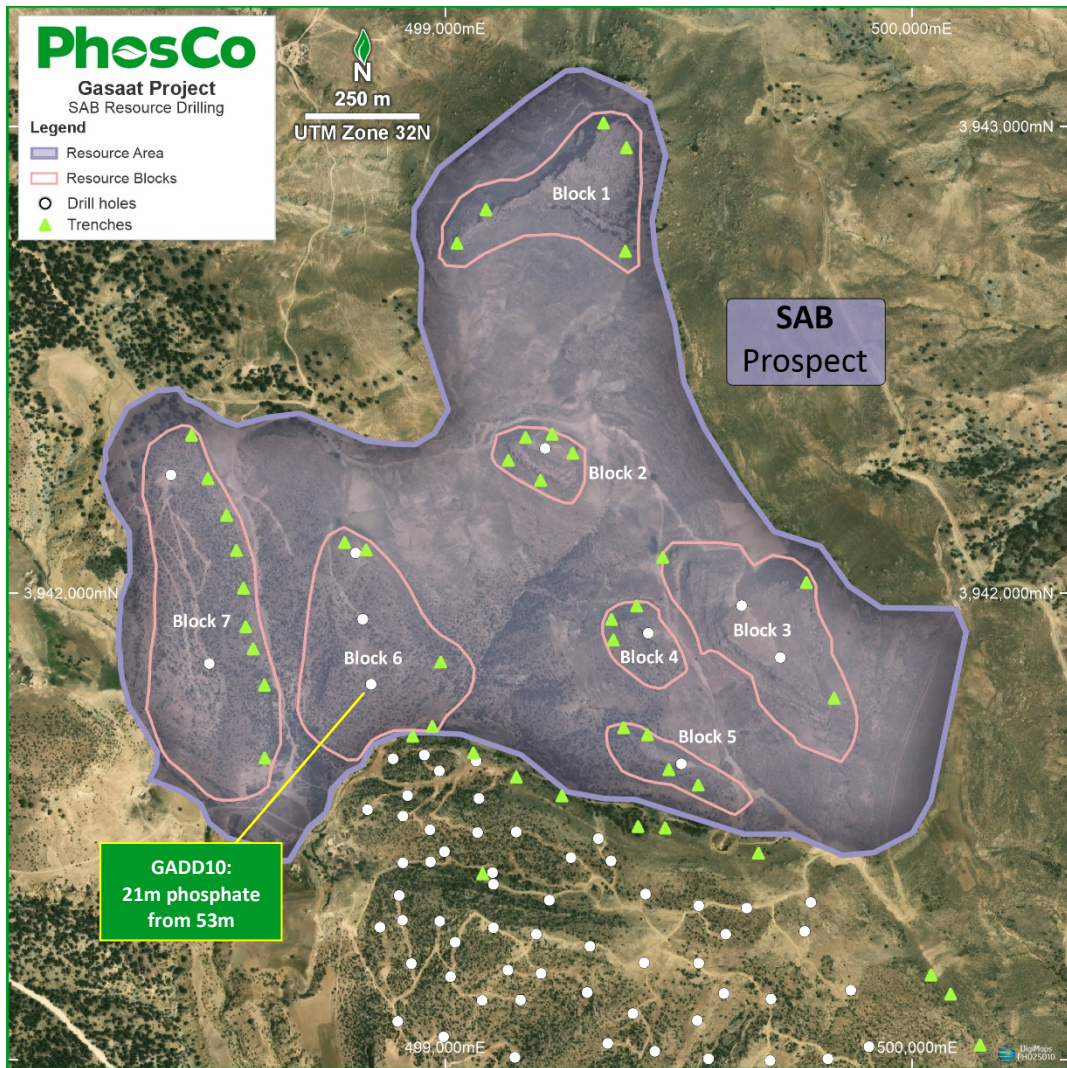 PhosCo
Gasaat Project
SAB Resource Drilling
Legend
Resource Area
Resource Blocks
Drill holes
Trenches
N
250 m
UTM Zone 32N
499,000mE
500,000mE
3,943,000mN
Block 1
SAB
Prospect
Block 2
3,942,000mN
3,942,000mN
Block 7
Block 6
Block 3
Block 4
Block 5
GADD10:
21m phosphate
from 53m
499,000mE
500,000mE
DigiMaps
PH025010